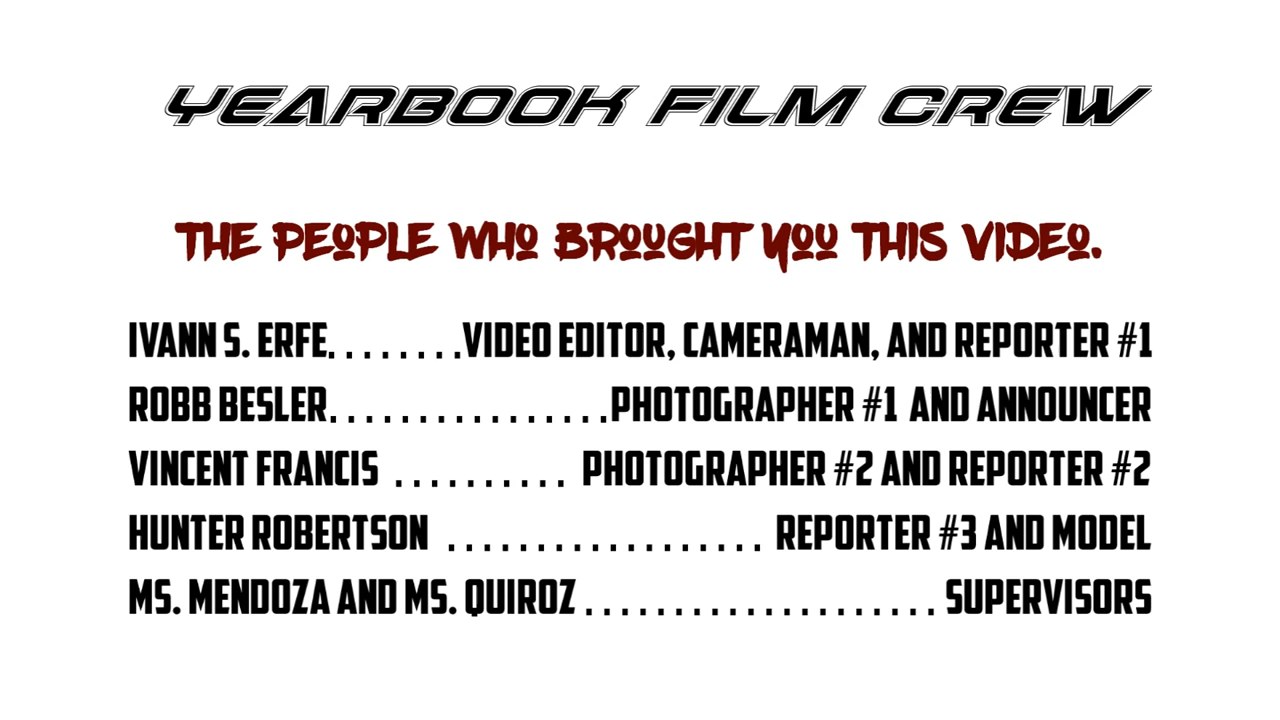 YEARBOOK FILM CREW
THE PEOPLE WHO BROUGHT YOU THIS VIDEO.
IVANN S. ERFE. . . . . . . .VIDEO EDITOR, CAMERAMAN, AND REPORTER #1
ROBB BESLER. . . . . . . . . . . . . . . .PHOTOGRAPHER #1 AND ANNOUNCER
VINCENT FRANCIS . . . . . . . . . . PHOTOGRAPHER #2 AND REPORTER #2
HUNTER ROBERTSON . . . . . . . . . . . . . . . . . . REPORTER #3 AND MODEL
MS. MENDOZA AND MS. QUIROZ . . . . . . . . . . . . . . . . . . . . SUPERVISORS